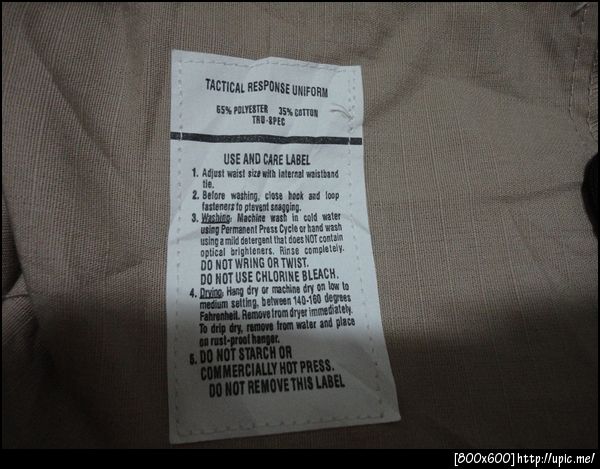 TACTICAL RESPONSE UNIFORM
65% POLYESTER 35% COTTON
TRU-SPEC
USE AND CARE LABEL
1. Adjust waist size with internal waistband
tie.
2. Before washing, close hook and loop
fasteners to prevent snagging.
3. Washing: Machine wash in cold water
using Permanent Press Cycle or hand wash
using a mild detergent that does NOT contain
optical brighteners. Rinse completely.
DO NOT WRING OR TWIST.
DO NOT USE CHLORINE BLEACH.
4. Drying: Hang dry or machine dry on low to
medium setting, between 140-160 degrees
Fahrenheit. Remove from dryer immediately.
To drip dry, remove from water and place
on rust-proof hanger.
5. DO NOT STARCH OR
COMMERCIALLY HOT PRESS.
DO NOT REMOVE THIS LABEL
[800x600]http://upic.me/